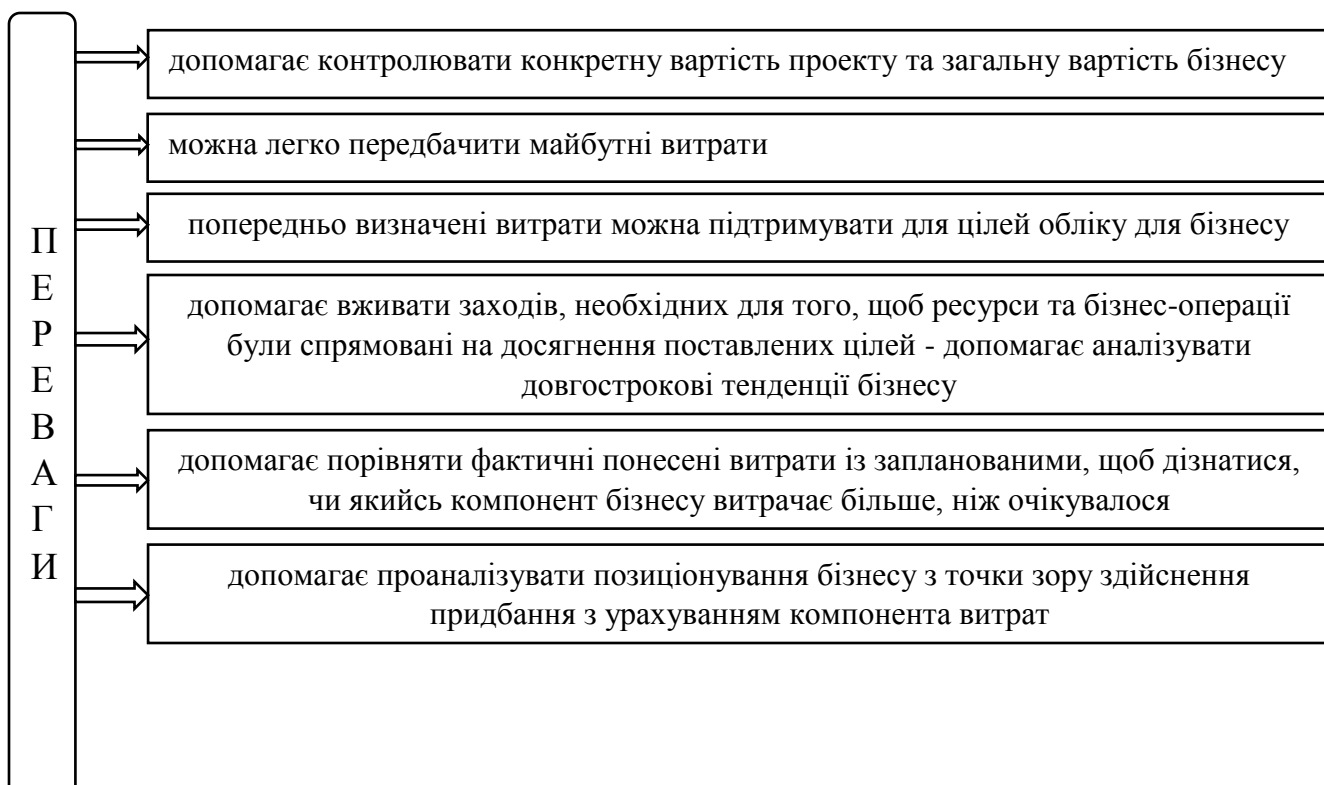 ПЕРЕВАГИ
допомагає контролювати конкретну вартість проекту та загальну вартість бізнесу
можна легко передбачити майбутні витрати
попередньо визначені витрати можна підтримувати для цілей обліку для бізнесу
допомагає вживати заходів, необхідних для того, щоб ресурси та бізнес-операції
були спрямовані на досягнення поставлених цілей - допомагає аналізувати
довгострокові тенденції бізнесу
допомагає порівняти фактичні понесені витрати із запланованими, щоб дізнатися,
чи якийсь компонент бізнесу витрачає більше, ніж очікувалося
допомагає проаналізувати позиціонування бізнесу з точки зору здійснення
придбання з урахуванням компонента витрат